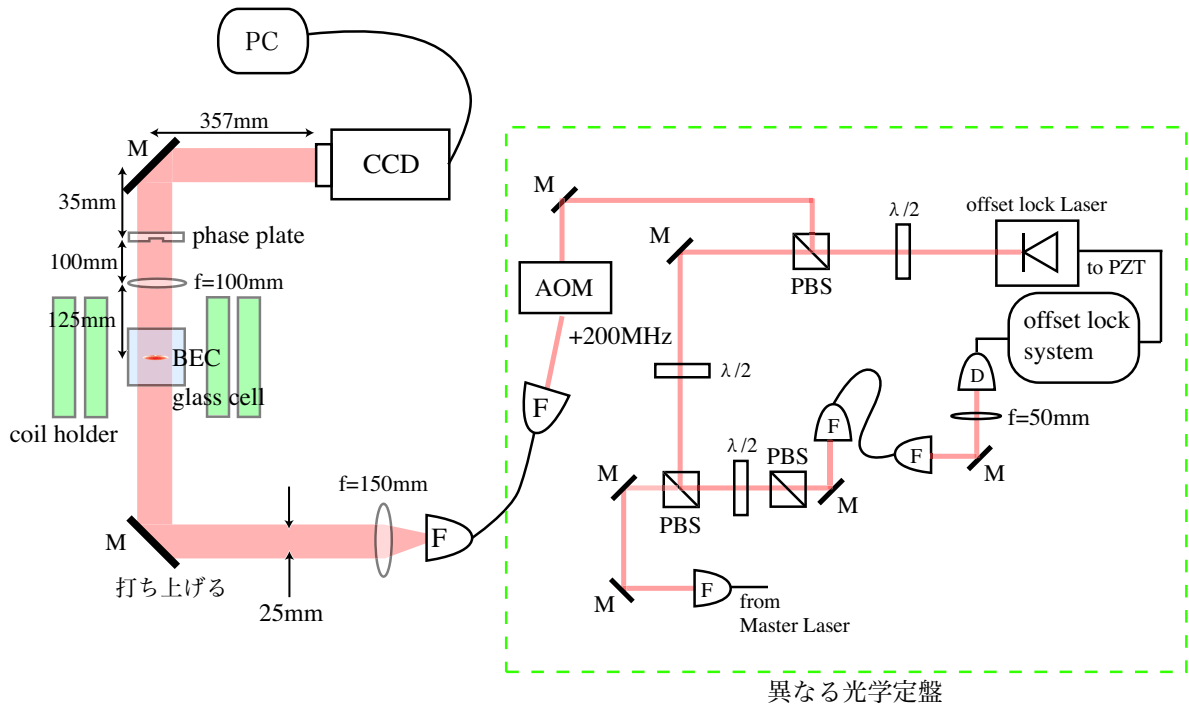 PC
357mm
M
CCD
35mm
phase plate
100mm
f=100mm
125mm
BEC
glass cell
coil holder
f=150mm
F
M
打ち上げる
25mm
M
λ/2
offset lock Laser
M
PBS
to PZT
AOM
+200MHz
offset lock
system
λ/2
D
F
F
f=50mm
λ/2
PBS
F
M
M
M
PBS
F
M
from
Master Laser
異なる光学定盤